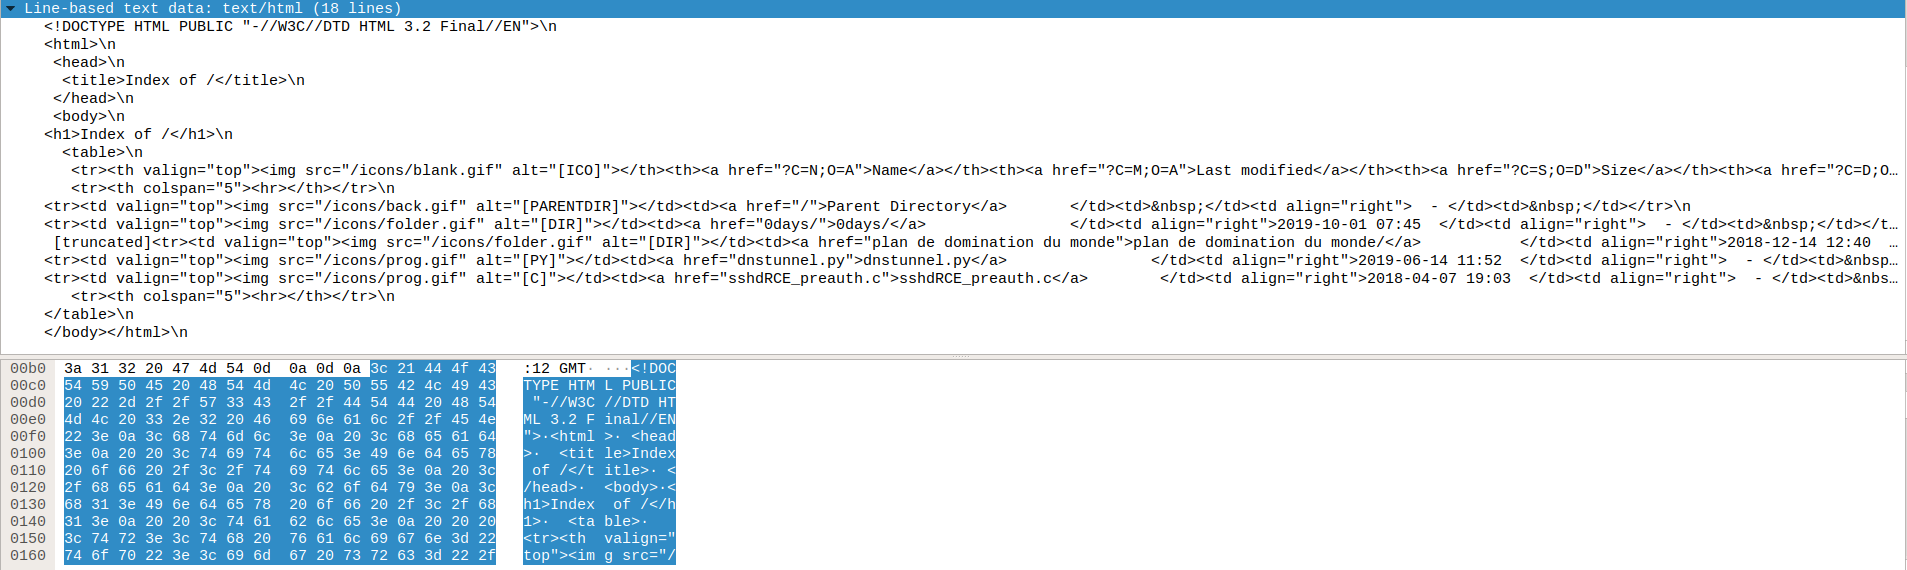 Line-based text data: text/html (18 lines)
<!DOCTYPE HTML PUBLIC "-//W3C//DTD HTML 3.2 Final//EN">\n
<html>\n
<head>\n
<title>Index of /</title>\n
</head>\n
<body>\n
<h1>Index of /</h1>\n
<table>\n
<tr><th valign="top"><img src="/icons/blank.gif" alt="[ICO]"></th><th><a href="?C=N;O=A">Name</a></th><th><a href="?C=M;O=A">Last modified</a></th><th><a href="?C=S;O=D">Size</a></th><th><a href="?C=D;O…
<tr><th colspan="5"><hr></th></tr>\n
<tr><td valign="top"><img src="/icons/back.gif" alt="[PARENTDIR]"></td><td><a href="/">Parent Directory</a>       </td><td>&nbsp;</td><td align="right">  - </td><td>&nbsp;</td></tr>\n
<tr><td valign="top"><img src="/icons/folder.gif" alt="[DIR]"></td><td><a href="0days/">0days/</a>                </td><td align="right">2019-10-01 07:45  </td><td align="right">  - </td><td>&nbsp;</td></t…
[truncated]<tr><td valign="top"><img src="/icons/folder.gif" alt="[DIR]"></td><td><a href="plan de domination du monde">plan de domination du monde/</a>           </td><td align="right">2018-12-14 12:40  …
<tr><td valign="top"><img src="/icons/prog.gif" alt="[PY]"></td><td><a href="dnstunnel.py">dnstunnel.py</a>                </td><td align="right">2019-06-14 11:52  </td><td align="right">  - </td><td>&nbsp…
<tr><td valign="top"><img src="/icons/prog.gif" alt="[C]"></td><td><a href="sshdRCE_preauth.c">sshdRCE_preauth.c</a>        </td><td align="right">2018-04-07 19:03  </td><td align="right">  - </td><td>&nbs…
<tr><th colspan="5"><hr></th></tr>\n
</table>\n
</body></html>\n
00b0 3a 31 32 20 47 4d 54 0d 0a 0d 0a 3c 21 44 4f 43 :12 GMT· ···<!DOC
00c0 54 59 50 45 20 48 54 4d 4c 20 50 55 42 4c 49 43 TYPE HTM L PUBLIC
00d0 20 22 2d 2f 2f 57 33 43 2f 2f 44 54 44 20 48 54 "-//W3C //DTD HT
00e0 4d 4c 20 33 2e 32 20 46 69 6e 61 6c 2f 2f 45 4e ML 3.2 F inal//EN
00f0 22 3e 0a 3c 68 74 6d 6c 3e 0a 20 3c 68 65 61 64 ">·<html >· <head
0100 3e 0a 20 20 3c 74 69 74 6c 65 3e 49 6e 64 65 78 >·  <tit le>Index
0110 20 6f 66 20 2f 3c 2f 74 69 74 6c 65 3e 0a 20 3c of /</t itle>· <
0120 2f 68 65 61 64 3e 0a 20 3c 62 6f 64 79 3e 0a 3c /head>·  <body>·<
0130 68 31 3e 49 6e 64 65 78 20 6f 66 20 2f 3c 2f 68 h1>Index  of /</h
0140 31 3e 0a 20 20 3c 74 61 62 6c 65 3e 0a 20 20 20 1>·  <ta ble>·
0150 3c 74 72 3e 3c 74 68 20 76 61 6c 69 67 6e 3d 22 <tr><th  valign="
0160 74 6f 70 22 3e 3c 69 6d 67 20 73 72 63 3d 22 2f top"><im g src="/